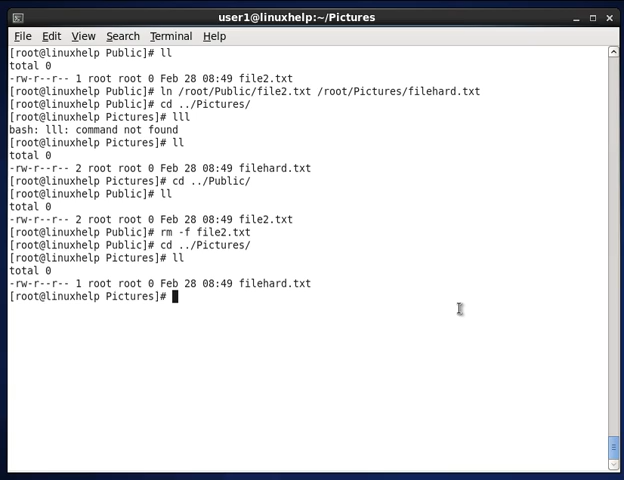 user1@linuxhelp:~/Pictures
File Edit View Search Terminal Help
[root@linuxhelp Public]# ll
total 0
-rw-r--r-- 1 root root 0 Feb 28 08:49 file2.txt
[root@linuxhelp Public]# ln /root/Public/file2.txt /root/Pictures/filehard.txt
[root@linuxhelp Public]# cd ../Pictures/
[root@linuxhelp Pictures]# lll
bash: lll: command not found
[root@linuxhelp Pictures]# ll
total 0
-rw-r--r-- 2 root root 0 Feb 28 08:49 filehard.txt
[root@linuxhelp Pictures]# cd ../Public/
[root@linuxhelp Public]# ll
total 0
-rw-r--r-- 2 root root 0 Feb 28 08:49 file2.txt
[root@linuxhelp Public]# rm -f file2.txt
[root@linuxhelp Public]# cd ../Pictures/
[root@linuxhelp Pictures]# ll
total 0
-rw-r--r-- 1 root root 0 Feb 28 08:49 filehard.txt
[root@linuxhelp Pictures]#